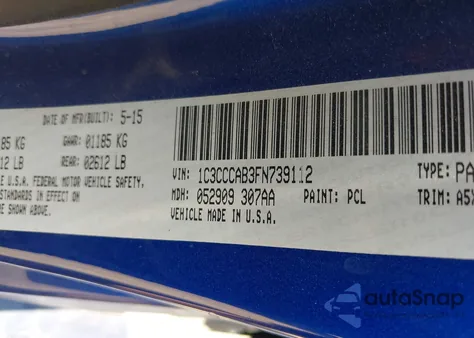 DATE OF MFR(BUILT): 5-15
85 KG GAWR: 01185 KG
12 LB REAR: 02612 LB
E U.S.A. FEDERAL MOTOR VEHICLE SAFETY,
STANDARDS IN EFFECT ON
E SHOWN ABOVE.
VIN: 1C3CCCAB3FN739112
TYPE: PA
MDH: 052909 307AA PAINT: PCL TRIM: A5X
VEHICLE MADE IN U.S.A.
autoSnap